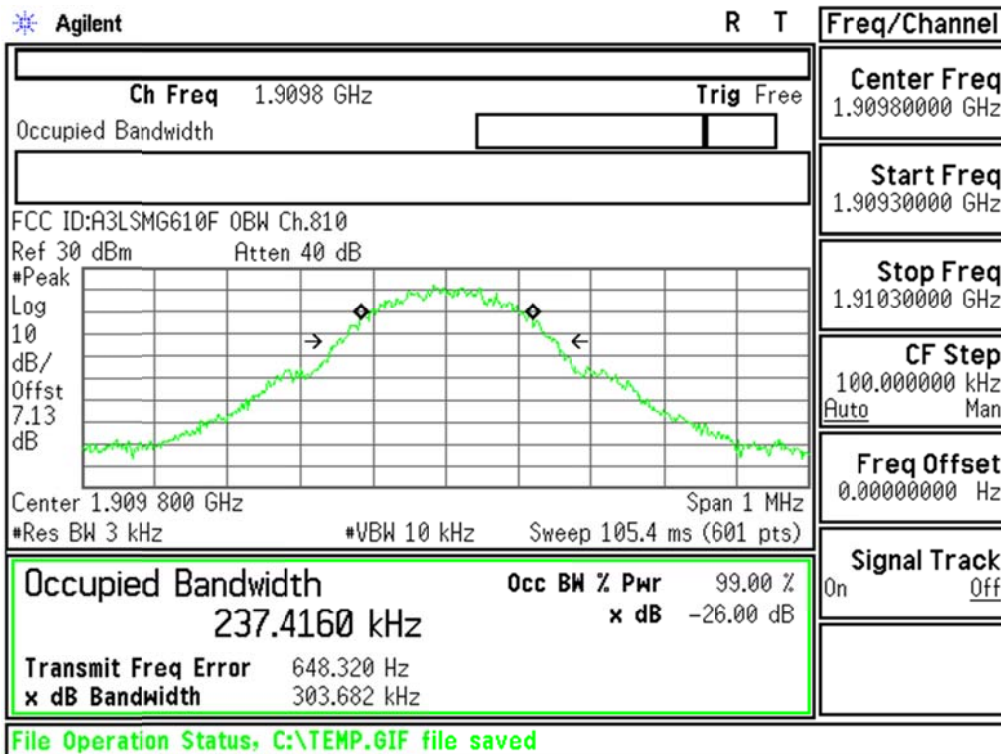 Agilent R T
Ch Freq 1.9098 GHz Trig Free
Occupied Bandwidth
FCC ID:A3LSMG610F OBW Ch.810
Ref 30 dBm Atten 40 dB
#Peak
Log
10
dB/
Offst
7.13
dB
Center 1.909 800 GHz Span 1 MHz
#Res BW 3 kHz #VBW 10 kHz Sweep 105.4 ms (601 pts)
Occupied Bandwidth Occ BW % Pwr 99.00 %
237.4160 kHz x dB -26.00 dB
Transmit Freq Error 648.320 Hz
x dB Bandwidth 303.682 kHz
File Operation Status, C:\TEMP.GIF file saved
Freq/Channel
Center Freq
1.90980000 GHz
Start Freq
1.90930000 GHz
Stop Freq
1.91030000 GHz
CF Step
100.000000 kHz
Auto Man
Freq Offset
0.00000000 Hz
Signal Track
On Off